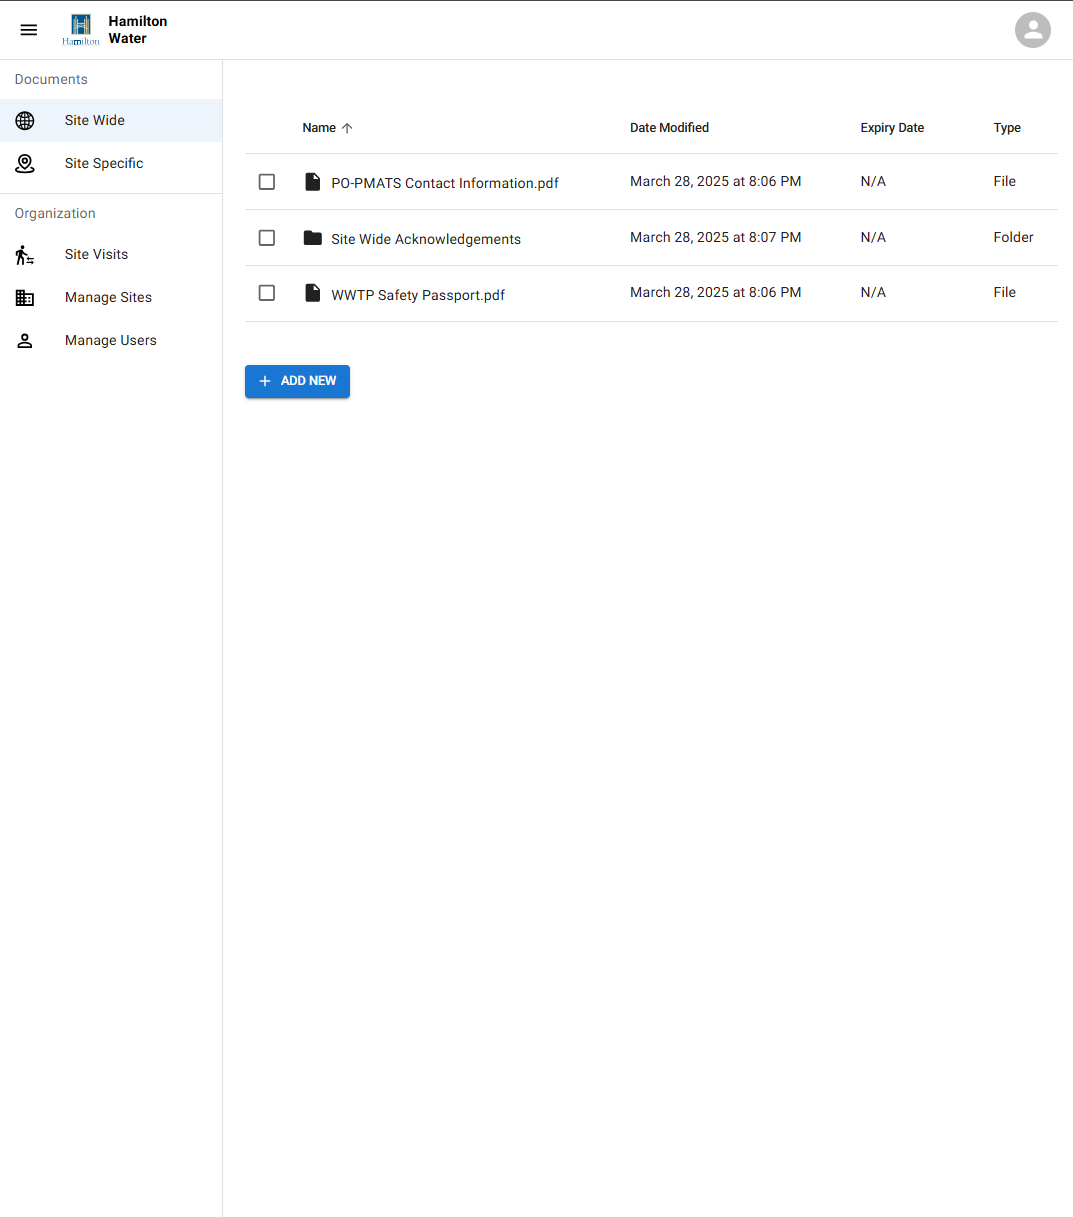 Hamilton
Hamilton
Water
Documents
Site Wide
Site Specific
Organization
Site Visits
Manage Sites
Manage Users
Name Date Modified Expiry Date Type
PO-PMATS Contact Information.pdf March 28, 2025 at 8:06 PM N/A File
Site Wide Acknowledgements March 28, 2025 at 8:07 PM N/A Folder
WWTP Safety Passport.pdf March 28, 2025 at 8:06 PM N/A File
ADD NEW